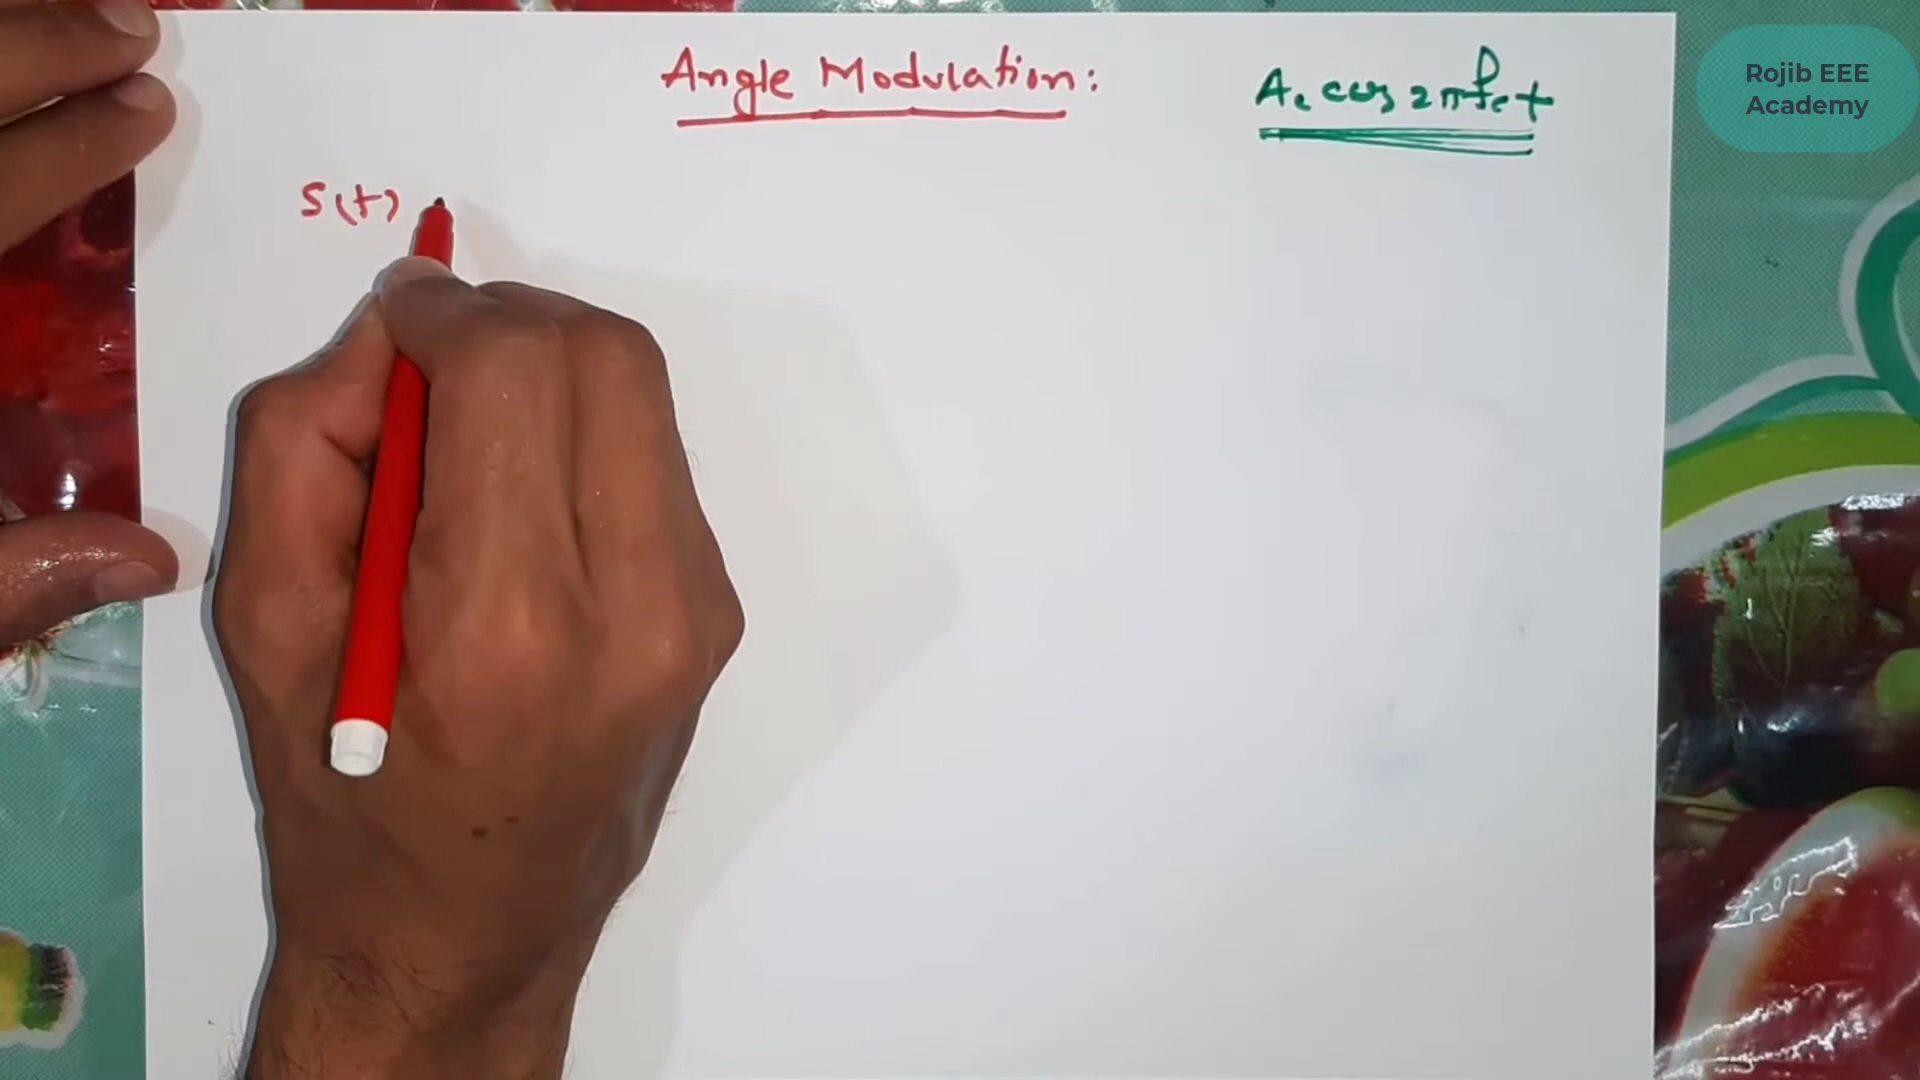 Angle Modulation:
Ac cos 2πfct
Rojib EEE
Academy
S(t)